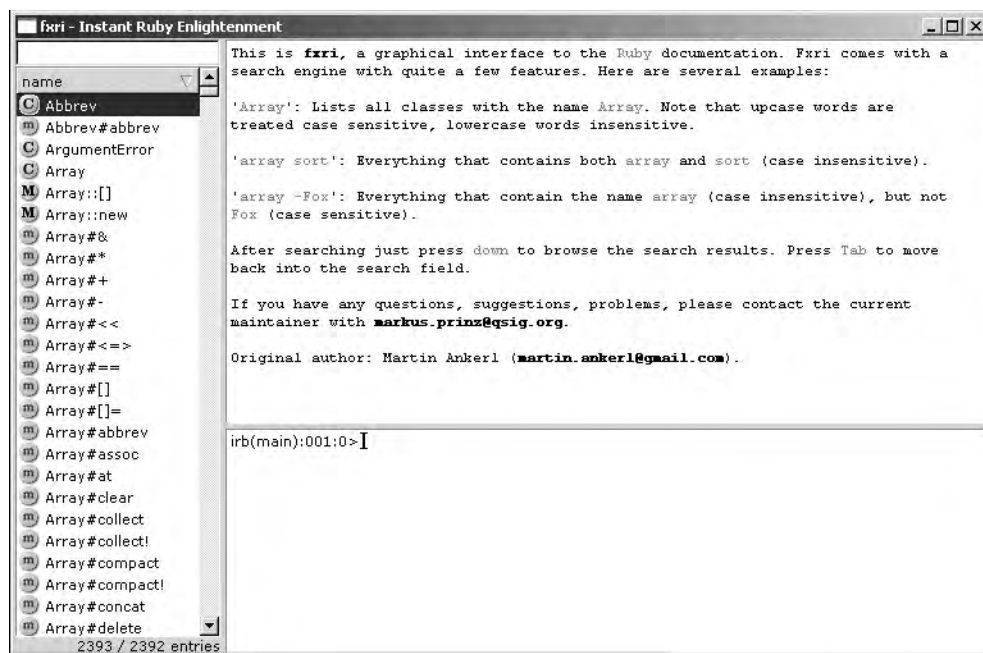 fxri - Instant Ruby Enlightenment
name
C Abbrev
m Abbrev#abbrev
C ArgumentError
C Array
M Array::[]
M Array::new
m Array#&
m Array#*
m Array#+
m Array#-
m Array#<<
m Array#<=>
m Array#==
m Array#[]
m Array#[]=
m Array#abbrev
m Array#assoc
m Array#at
m Array#clear
m Array#collect
m Array#collect!
m Array#compact
m Array#compact!
m Array#concat
m Array#delete
2393 / 2392 entries
This is fxri, a graphical interface to the Ruby documentation. Fxri comes with a
search engine with quite a few features. Here are several examples:
'Array': Lists all classes with the name Array. Note that upcase words are
treated case sensitive, lowercase words insensitive.
'array sort': Everything that contains both array and sort (case insensitive).
'array -Fox': Everything that contain the name array (case insensitive), but not
Fox (case sensitive).
After searching just press down to browse the search results. Press Tab to move
back into the search field.
If you have any questions, suggestions, problems, please contact the current
maintainer with markus.prinz@qsig.org.
Original author: Martin Ankerl (martin.ankerl@gmail.com).
irb(main):001:0>